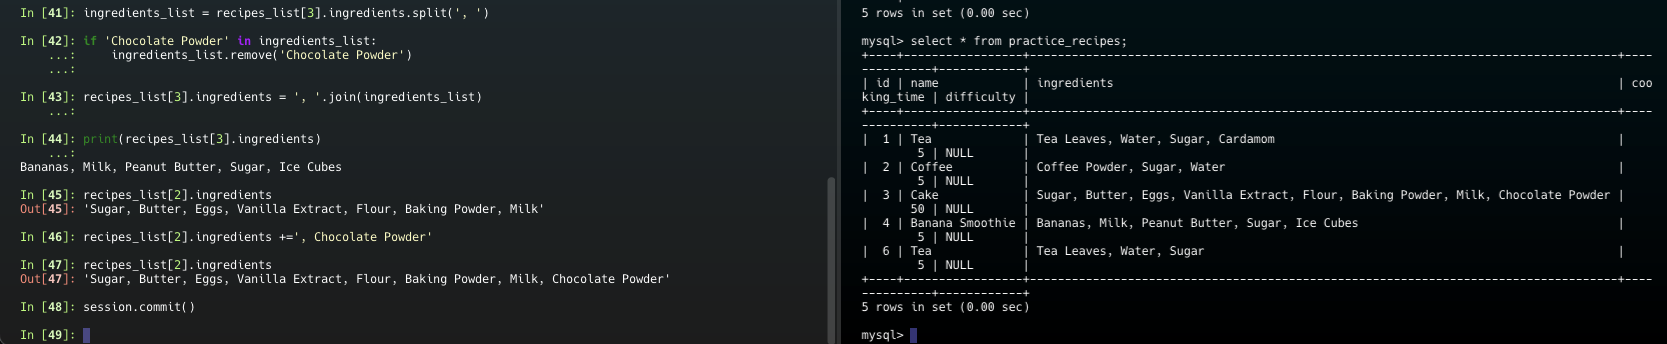 In [41]: ingredients_list = recipes_list[3].ingredients.split(', ')
In [42]: if 'Chocolate Powder' in ingredients_list:
    ...:     ingredients_list.remove('Chocolate Powder')
    ...:
In [43]: recipes_list[3].ingredients = ', '.join(ingredients_list)
    ...:
In [44]: print(recipes_list[3].ingredients)
    ...:
Bananas, Milk, Peanut Butter, Sugar, Ice Cubes
In [45]: recipes_list[2].ingredients
Out[45]: 'Sugar, Butter, Eggs, Vanilla Extract, Flour, Baking Powder, Milk'
In [46]: recipes_list[2].ingredients +=', Chocolate Powder'
In [47]: recipes_list[2].ingredients
Out[47]: 'Sugar, Butter, Eggs, Vanilla Extract, Flour, Baking Powder, Milk, Chocolate Powder'
In [48]: session.commit()
In [49]:
5 rows in set (0.00 sec)
mysql> select * from practice_recipes;
+----+-----------------+-----------------------------------------------------------------------------------+----
----------+------------+
| id | name            | ingredients                                                                       | coo
king_time | difficulty |
+----+-----------------+-----------------------------------------------------------------------------------+----
----------+------------+
|  1 | Tea             | Tea Leaves, Water, Sugar, Cardamom                                                |
        5 | NULL       |
|  2 | Coffee          | Coffee Powder, Sugar, Water                                                       |
        5 | NULL       |
|  3 | Cake            | Sugar, Butter, Eggs, Vanilla Extract, Flour, Baking Powder, Milk, Chocolate Powder |
       50 | NULL       |
|  4 | Banana Smoothie | Bananas, Milk, Peanut Butter, Sugar, Ice Cubes                                    |
        5 | NULL       |
|  6 | Tea             | Tea Leaves, Water, Sugar                                                          |
        5 | NULL       |
+----+-----------------+-----------------------------------------------------------------------------------+----
----------+------------+
5 rows in set (0.00 sec)
mysql>